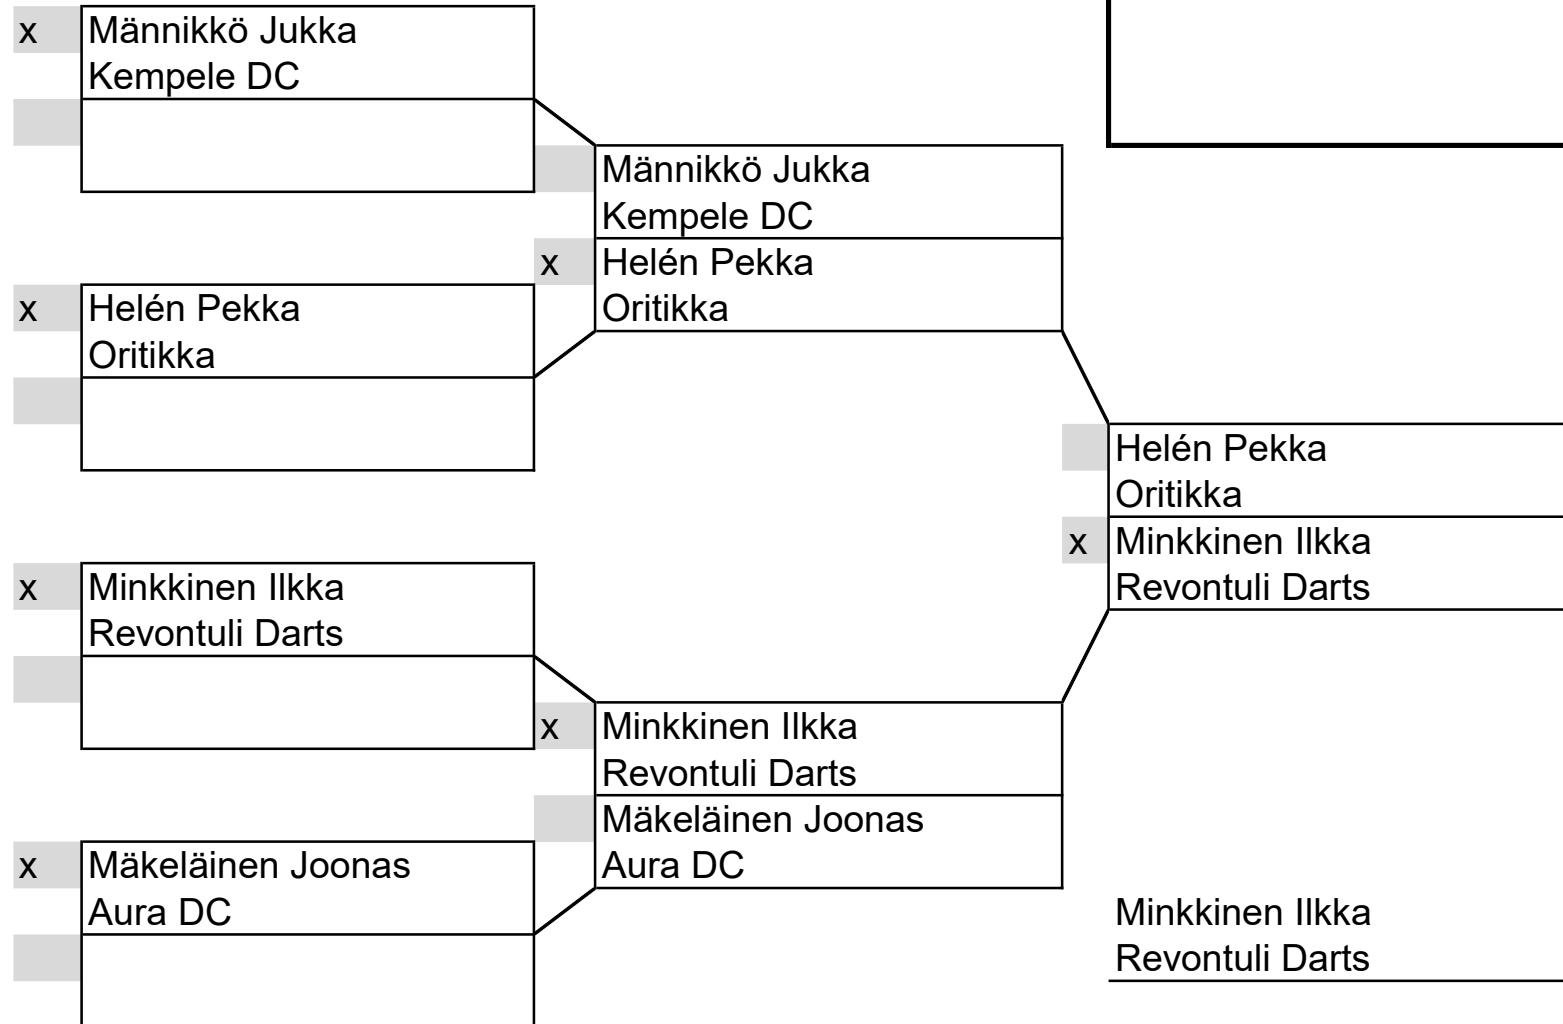 x Männikkö Jukka
Kempele DC
Männikkö Jukka
Kempele DC
x Helén Pekka
Oritikka
x Helén Pekka
Oritikka
Helén Pekka
Oritikka
x Minkkinen Ilkka
Revontuli Darts
x Minkkinen Ilkka
Revontuli Darts
x Minkkinen Ilkka
Revontuli Darts
Mäkeläinen Joonas
Aura DC
x Mäkeläinen Joonas
Aura DC
Minkkinen Ilkka
Revontuli Darts